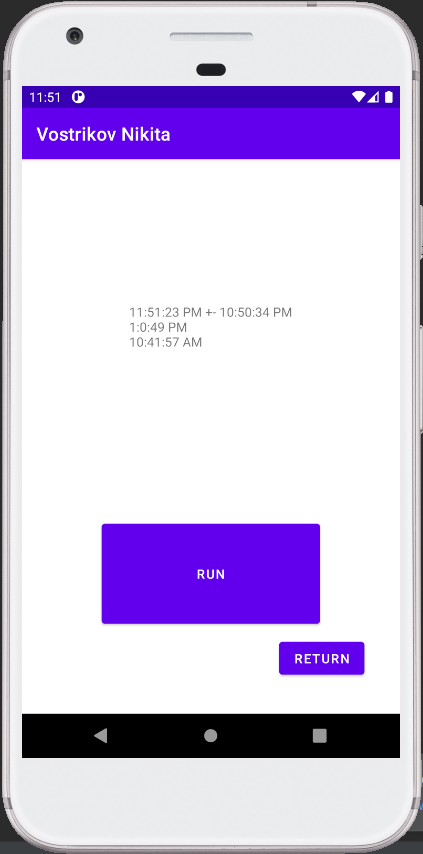 11:51
Vostrikov Nikita
11:51:23 PM +- 10:50:34 PM
1:0:49 PM
10:41:57 AM
RUN
RETURN